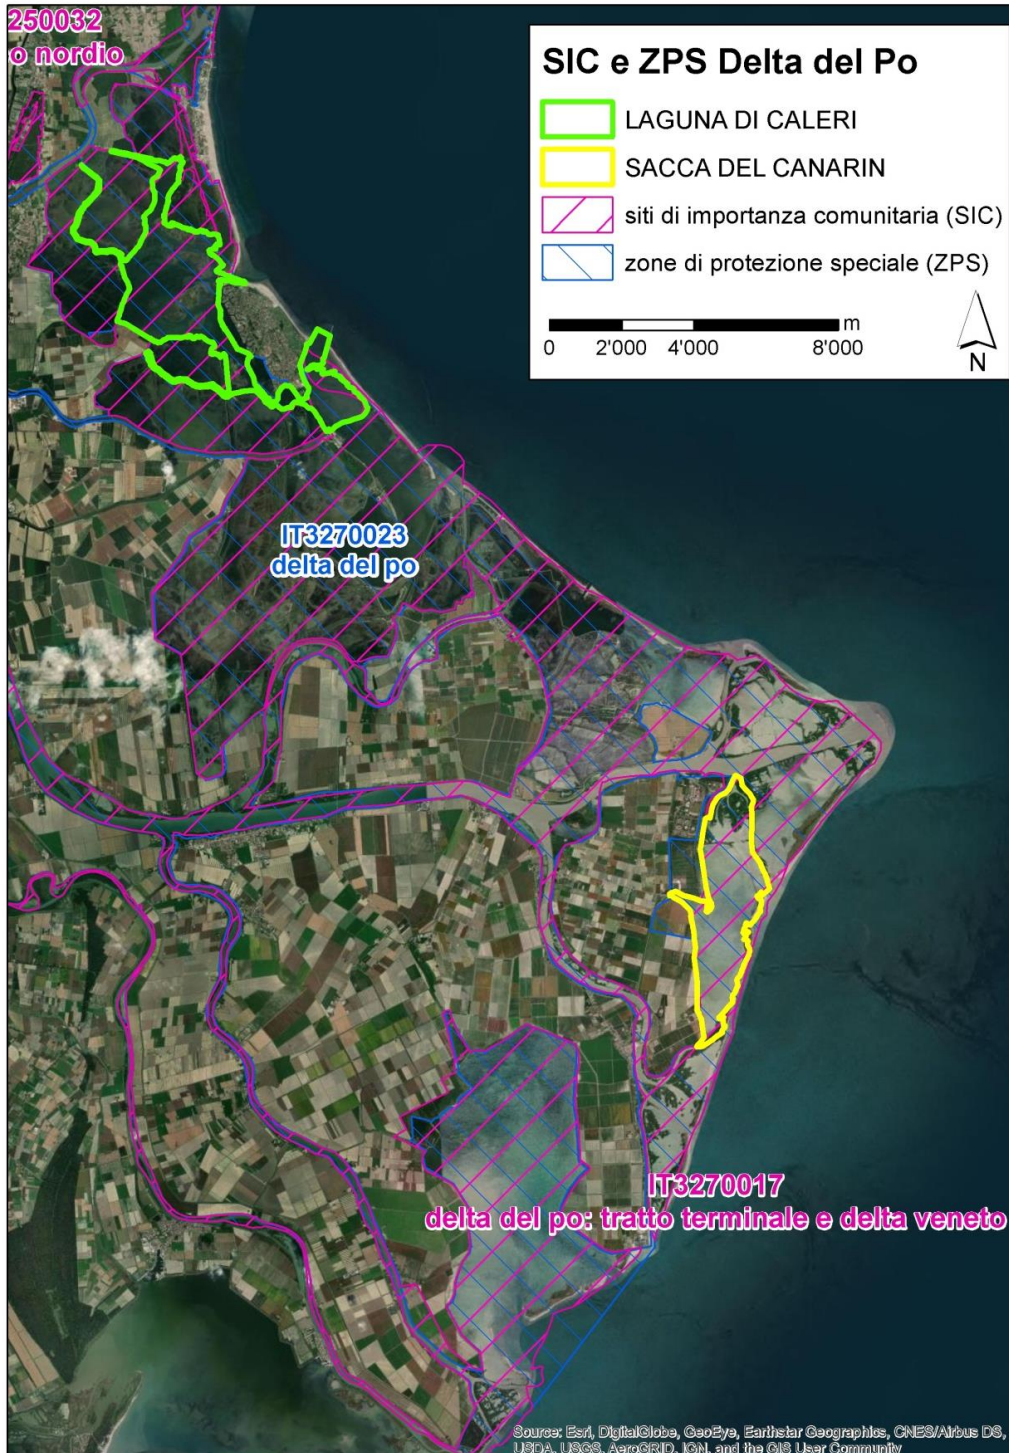 250032
o nordio
SIC e ZPS Delta del Po
LAGUNA DI CALERI
SACCA DEL CANARIN
siti di importanza comunitaria (SIC)
zone di protezione speciale (ZPS)
m
0 2'000 4'000 8'000
N
IT3270023
delta del po
IT3270017
delta del po: tratto terminale e delta veneto
Source: Esri, DigitalGlobe, GeoEye, Earthstar Geographics, CNES/Airbus DS,
USDA, USGS, AeroGRID, IGN, and the GIS User Community